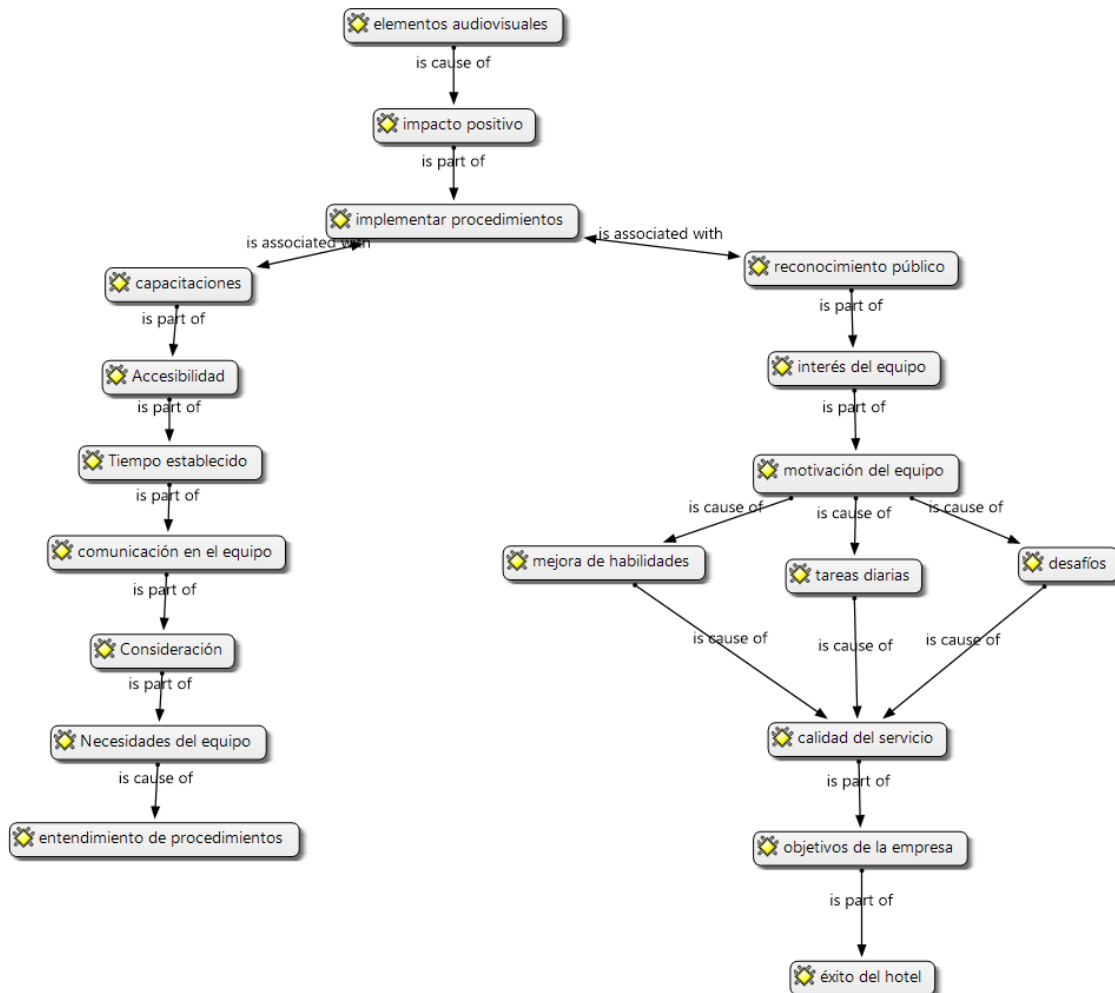 elementos audiovisuales
is cause of
impacto positivo
is part of
implementar procedimientos
is associated with
is associated with
capacitaciones
reconocimiento público
is part of
is part of
Accesibilidad
interés del equipo
is part of
is part of
Tiempo establecido
motivación del equipo
is part of
is cause of
is cause of
is cause of
comunicación en el equipo
mejora de habilidades
tareas diarias
desafíos
is part of
Consideración
is cause of
is cause of
is cause of
is part of
Necesidades del equipo
calidad del servicio
is cause of
is part of
entendimiento de procedimientos
objetivos de la empresa
is part of
éxito del hotel